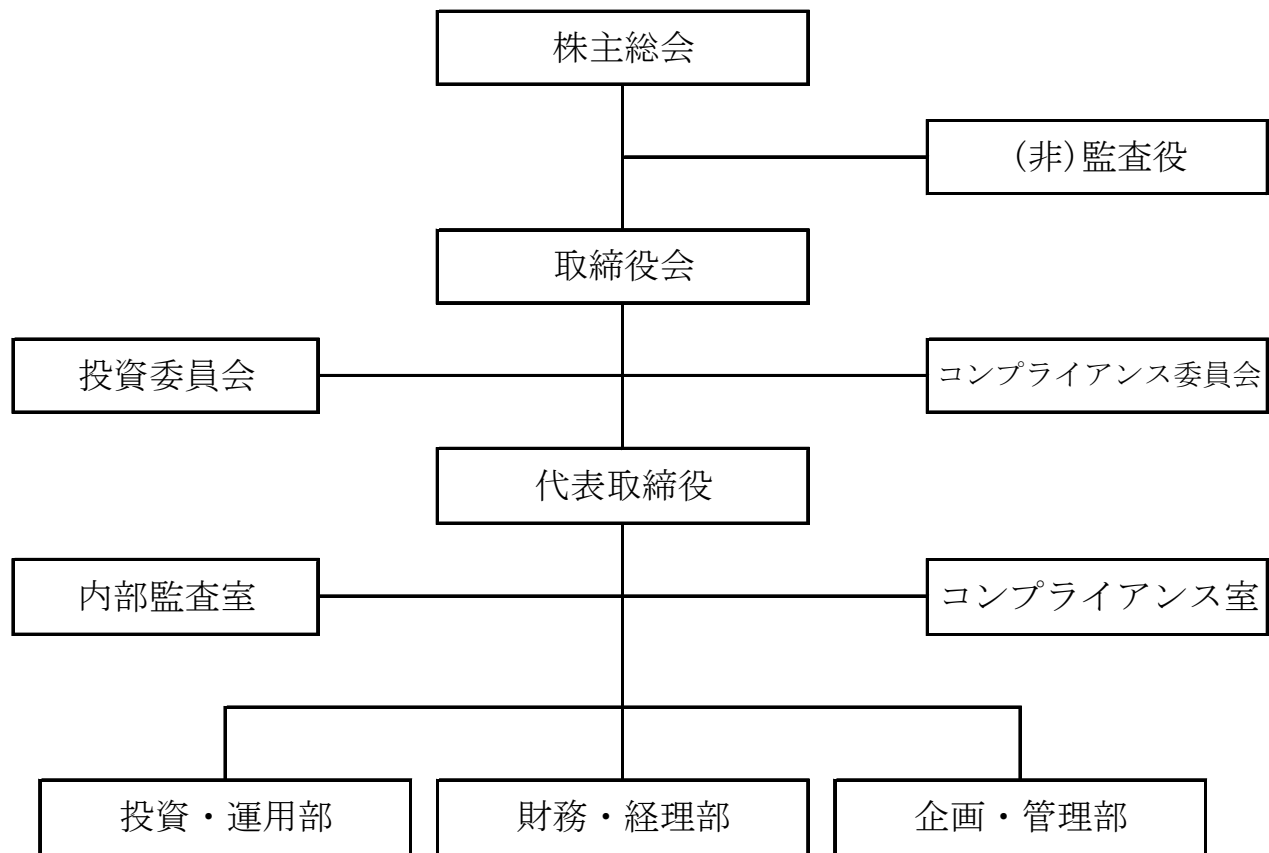 株主総会
(非)監査役
取締役会
投資委員会
コンプライアンス委員会
代表取締役
内部監査室
コンプライアンス室
投資・運用部
財務・経理部
企画・管理部